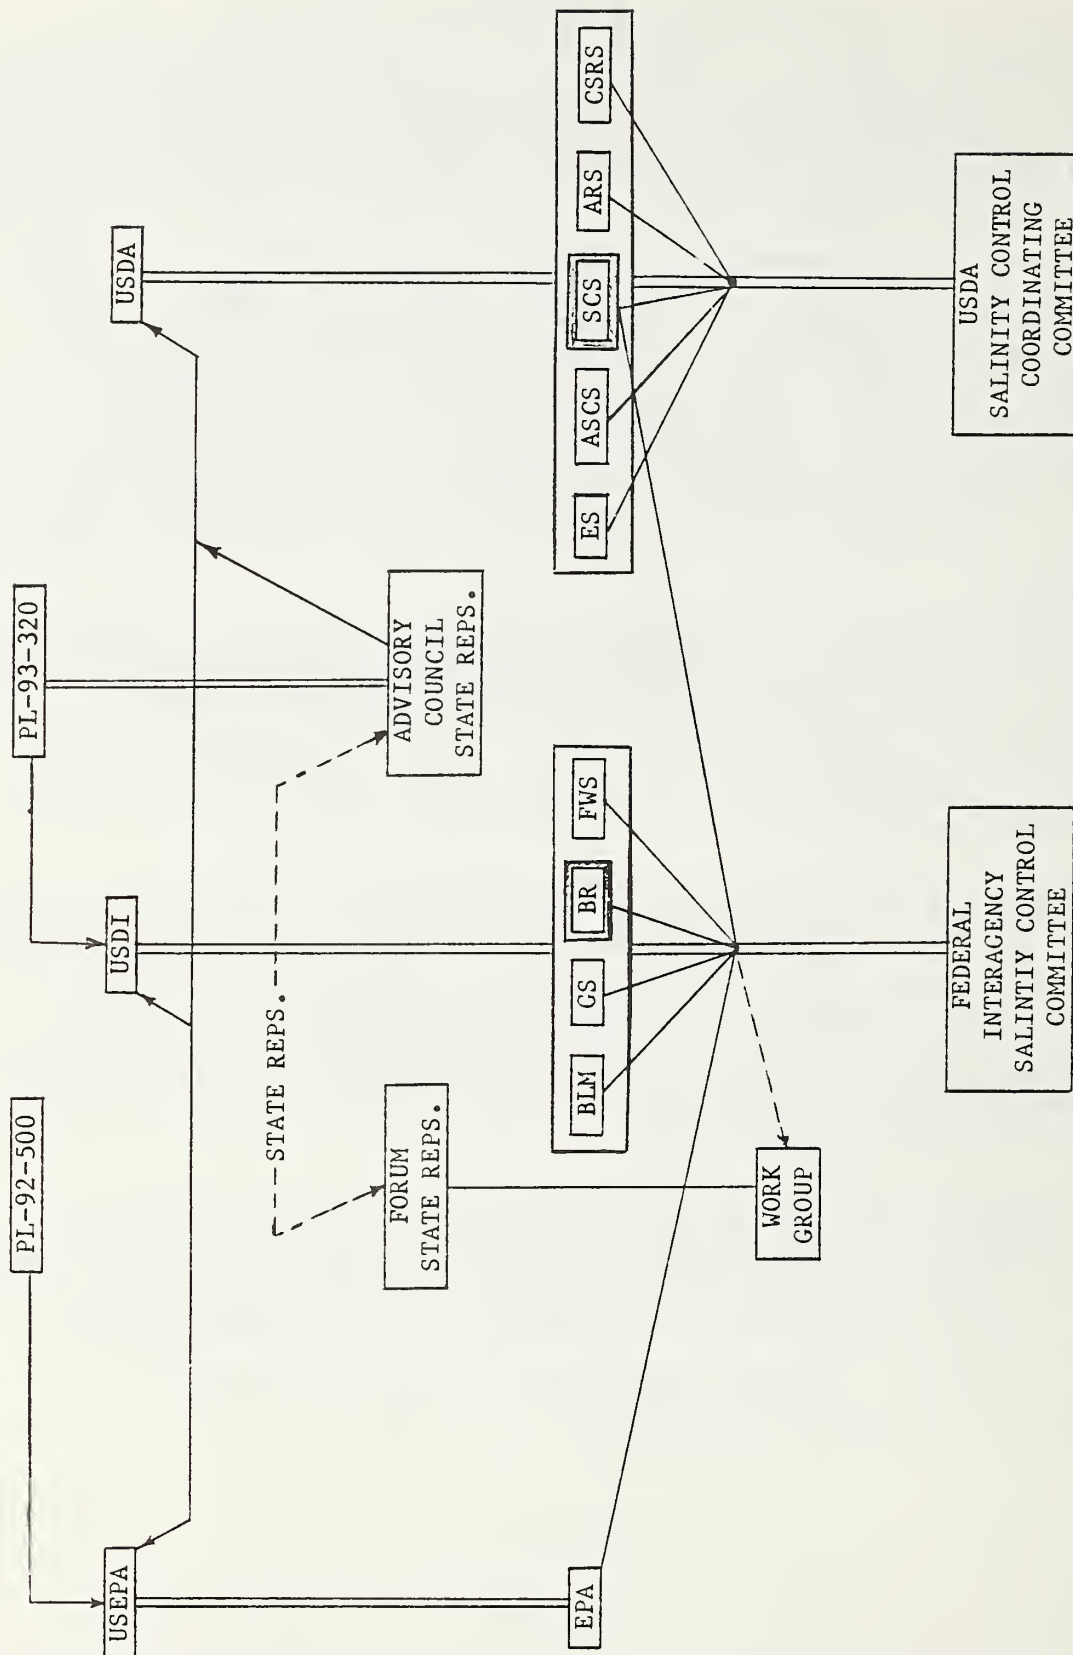 PL-92-500
PL-93-320
USEPA
USDI
USDA
STATE REPS.
FORUM
STATE REPS.
ADVISORY
COUNCIL
STATE REPS.
EPA
BLM
GS
BR
FWS
ES
ASCS
SCS
ARS
CSRS
WORK
GROUP
FEDERAL
INTERAGENCY
SALINTIY CONTROL
COMMITTEE
USDA
SALINITY CONTROL
COORDINATING
COMMITTEE